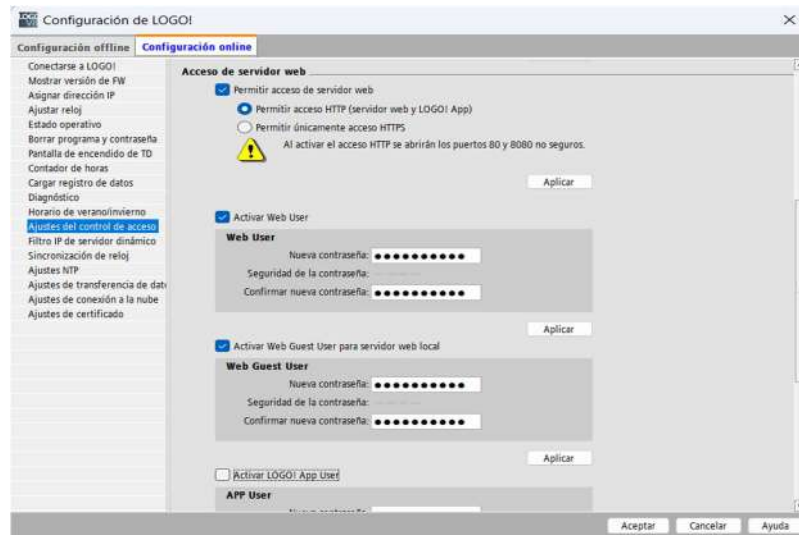 Configuración de LOGO!
Configuración offline
Configuración online
Conectarse a LOGO!
Mostrar versión de FW
Asignar dirección IP
Ajustar reloj
Estado operativo
Borrar programa y contraseña
Pantalla de encendido de TD
Contador de horas
Cargar registro de datos
Diagnóstico
Horario de verano/invierno
Ajustes del control de acceso
Filtro IP de servidor dinámico
Sincronización de reloj
Ajustes NTP
Ajustes de transferencia de dat
Ajustes de conexión a la nube
Ajustes de certificado
Acceso de servidor web
Permitir acceso de servidor web
Permitir acceso HTTP (servidor web y LOGO! App)
Permitir únicamente acceso HTTPS
Al activar el acceso HTTP se abrirán los puertos 80 y 8080 no seguros.
Aplicar
Activar Web User
Web User
Nueva contraseña:
Seguridad de la contraseña:
Confirmar nueva contraseña:
Aplicar
Activar Web Guest User para servidor web local
Web Guest User
Nueva contraseña:
Seguridad de la contraseña:
Confirmar nueva contraseña:
Aplicar
Activar LOGO! App User
APP User
Aceptar
Cancelar
Ayuda